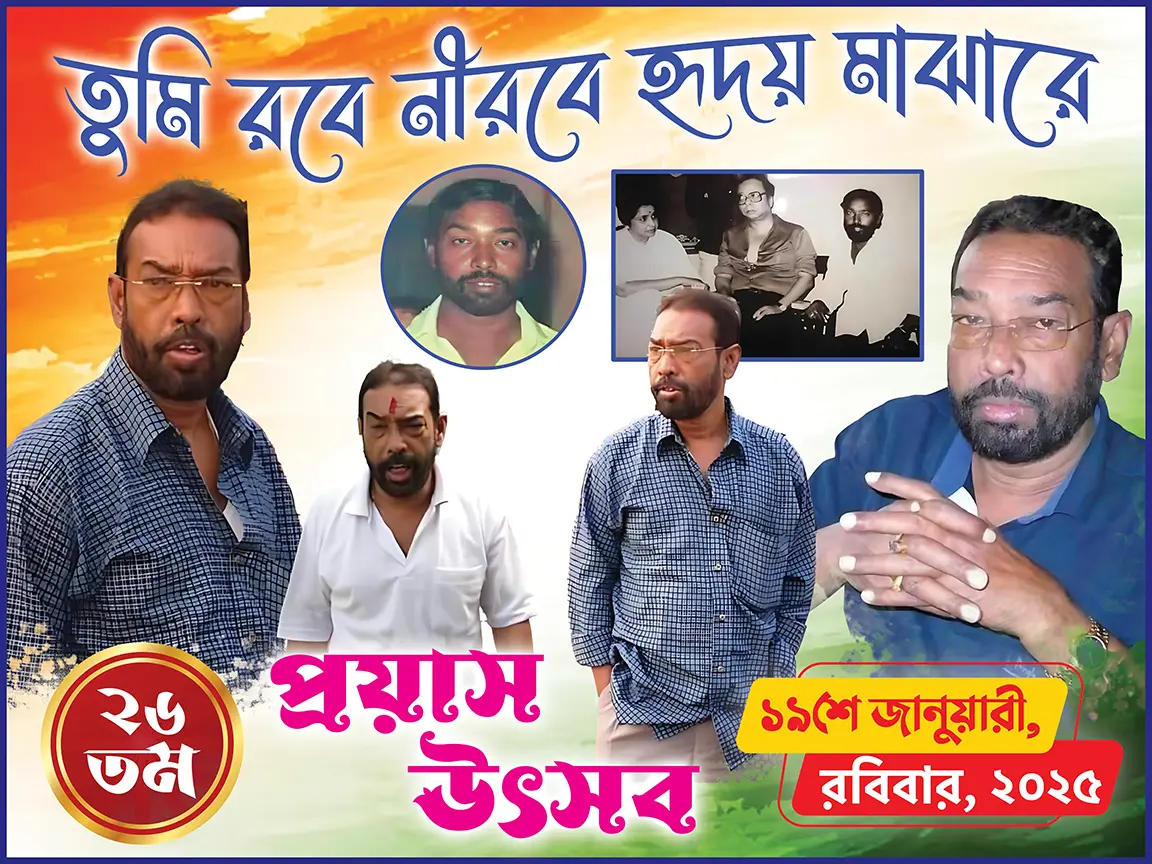 তুমি রবে নীরবে হৃদয় মাঝারে
২৬
তম
প্রয়াস
উৎসব
১৯শে জানুয়ারী,
রবিবার, ২০২৫